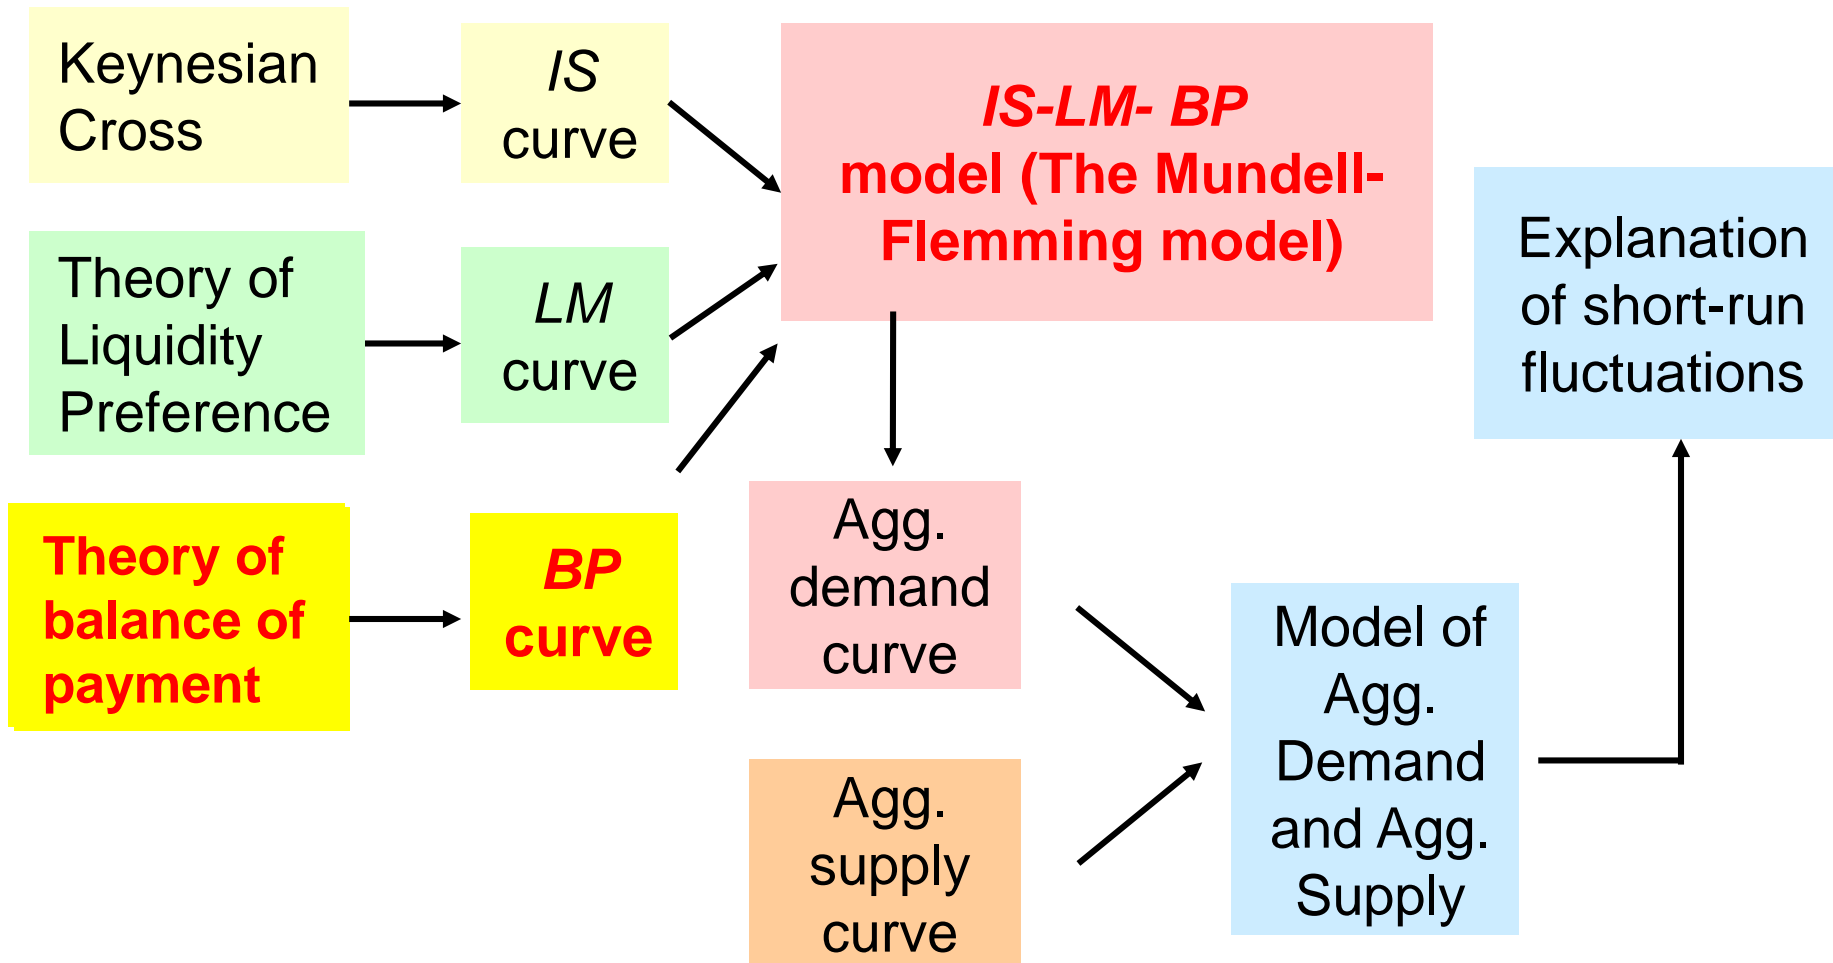 Keynesian
Cross
IS
curve
IS-LM- BP
model (The Mundell-
Flemming model)
Theory of
Liquidity
Preference
LM
curve
Explanation
of short-run
fluctuations
Theory of
balance of
payment
BP
curve
Agg.
demand
curve
Agg.
supply
curve
Model of
Agg.
Demand
and Agg.
Supply